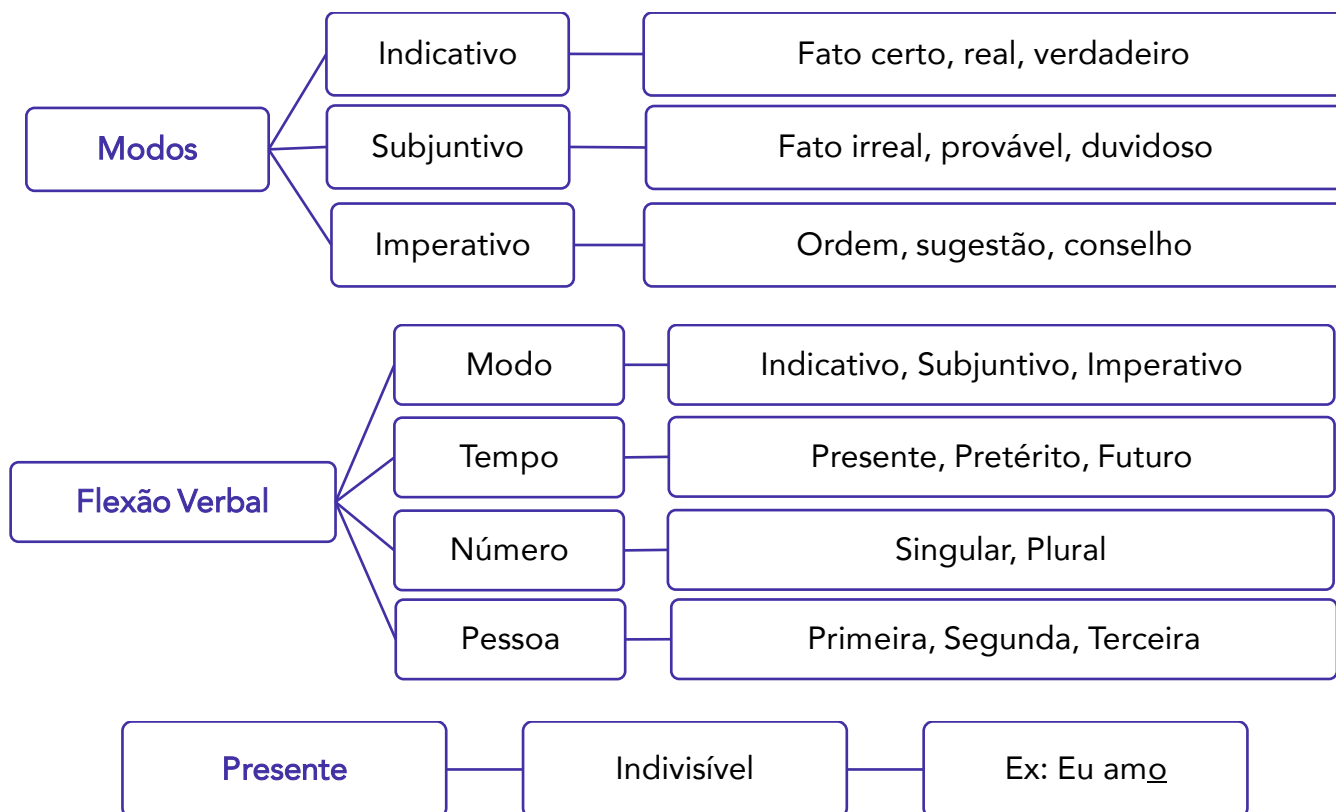 Modos
Indicativo
Fato certo, real, verdadeiro
Subjuntivo
Fato irreal, provável, duvidoso
Imperativo
Ordem, sugestão, conselho
Flexão Verbal
Modo
Indicativo, Subjuntivo, Imperativo
Tempo
Presente, Pretérito, Futuro
Número
Singular, Plural
Pessoa
Primeira, Segunda, Terceira
Presente
Indivisível
Ex: Eu amo